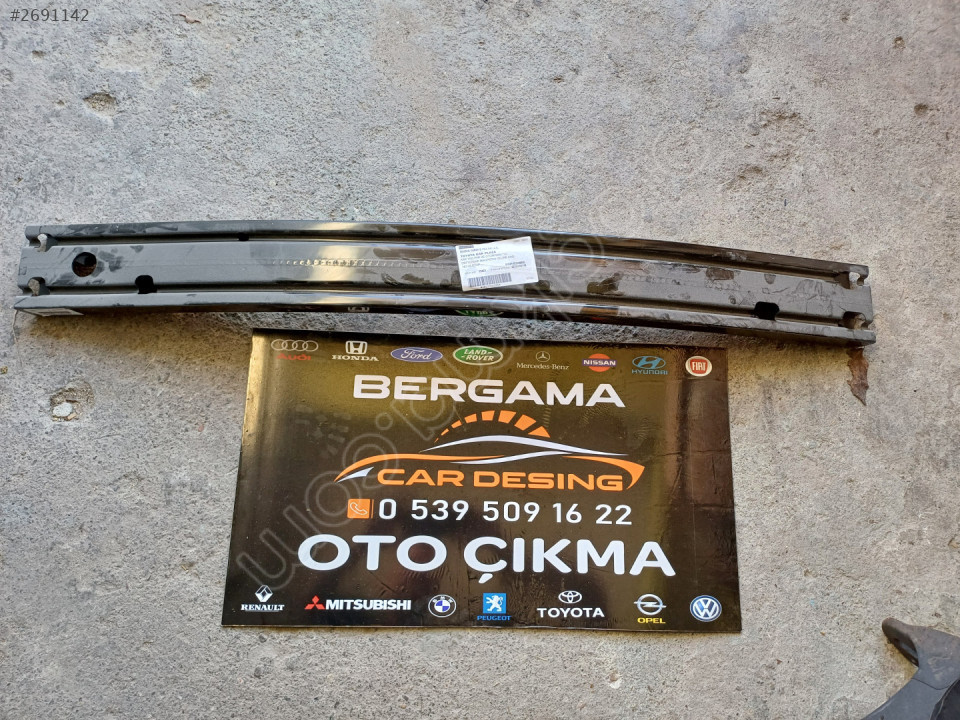 #2691142
AUDI
HONDA
Ford
LAND-
ROVER
Mercedes-Benz
NISSAN
HYUNDAI
FIAT
BERGAMA
CAR DESING
0 539 509 16 22
OTO ÇIKMA
RENAULT
MITSUBISHI
BMW
PEUGEOT
TOYOTA
OPEL